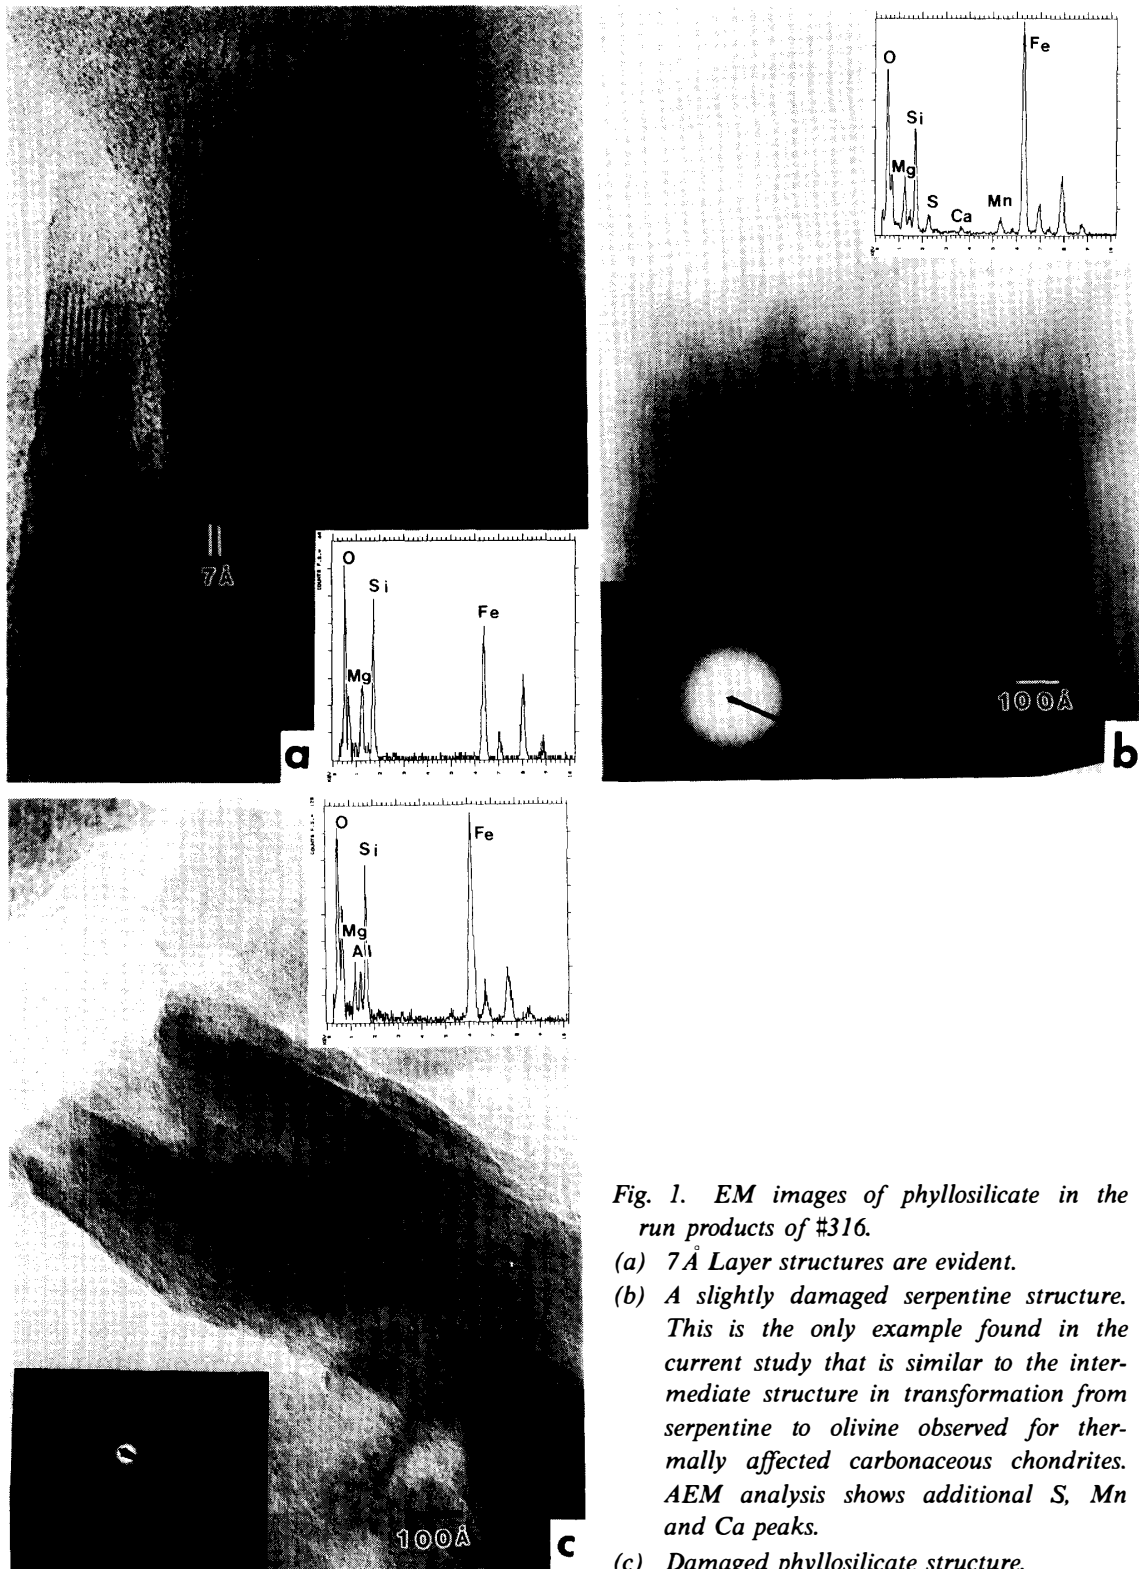 O
Si
Mg
Fe
7Å
a
O
Mg
Si
S
Ca
Mn
Fe
100Å
b
O
Si
Mg
Al
Fe
100Å
c
Fig. 1. EM images of phyllosilicate in the
run products of #316.
(a) 7Å Layer structures are evident.
(b) A slightly damaged serpentine structure.
This is the only example found in the
current study that is similar to the inter-
mediate structure in transformation from
serpentine to olivine observed for ther-
mally affected carbonaceous chondrites.
AEM analysis shows additional S, Mn
and Ca peaks.
(c) Damaged phyllosilicate structure.